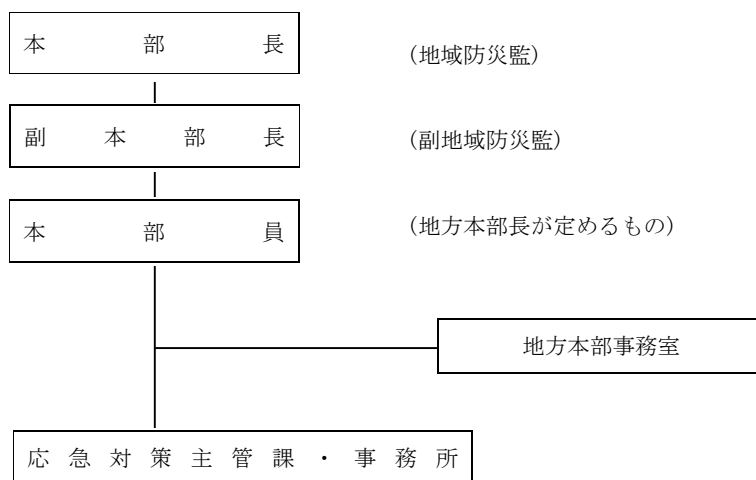 本部長
(地域防災監)
副本部長
(副地域防災監)
本部員
(地方本部長が定めるもの)
地方本部事務室
応急対策主管課・事務所